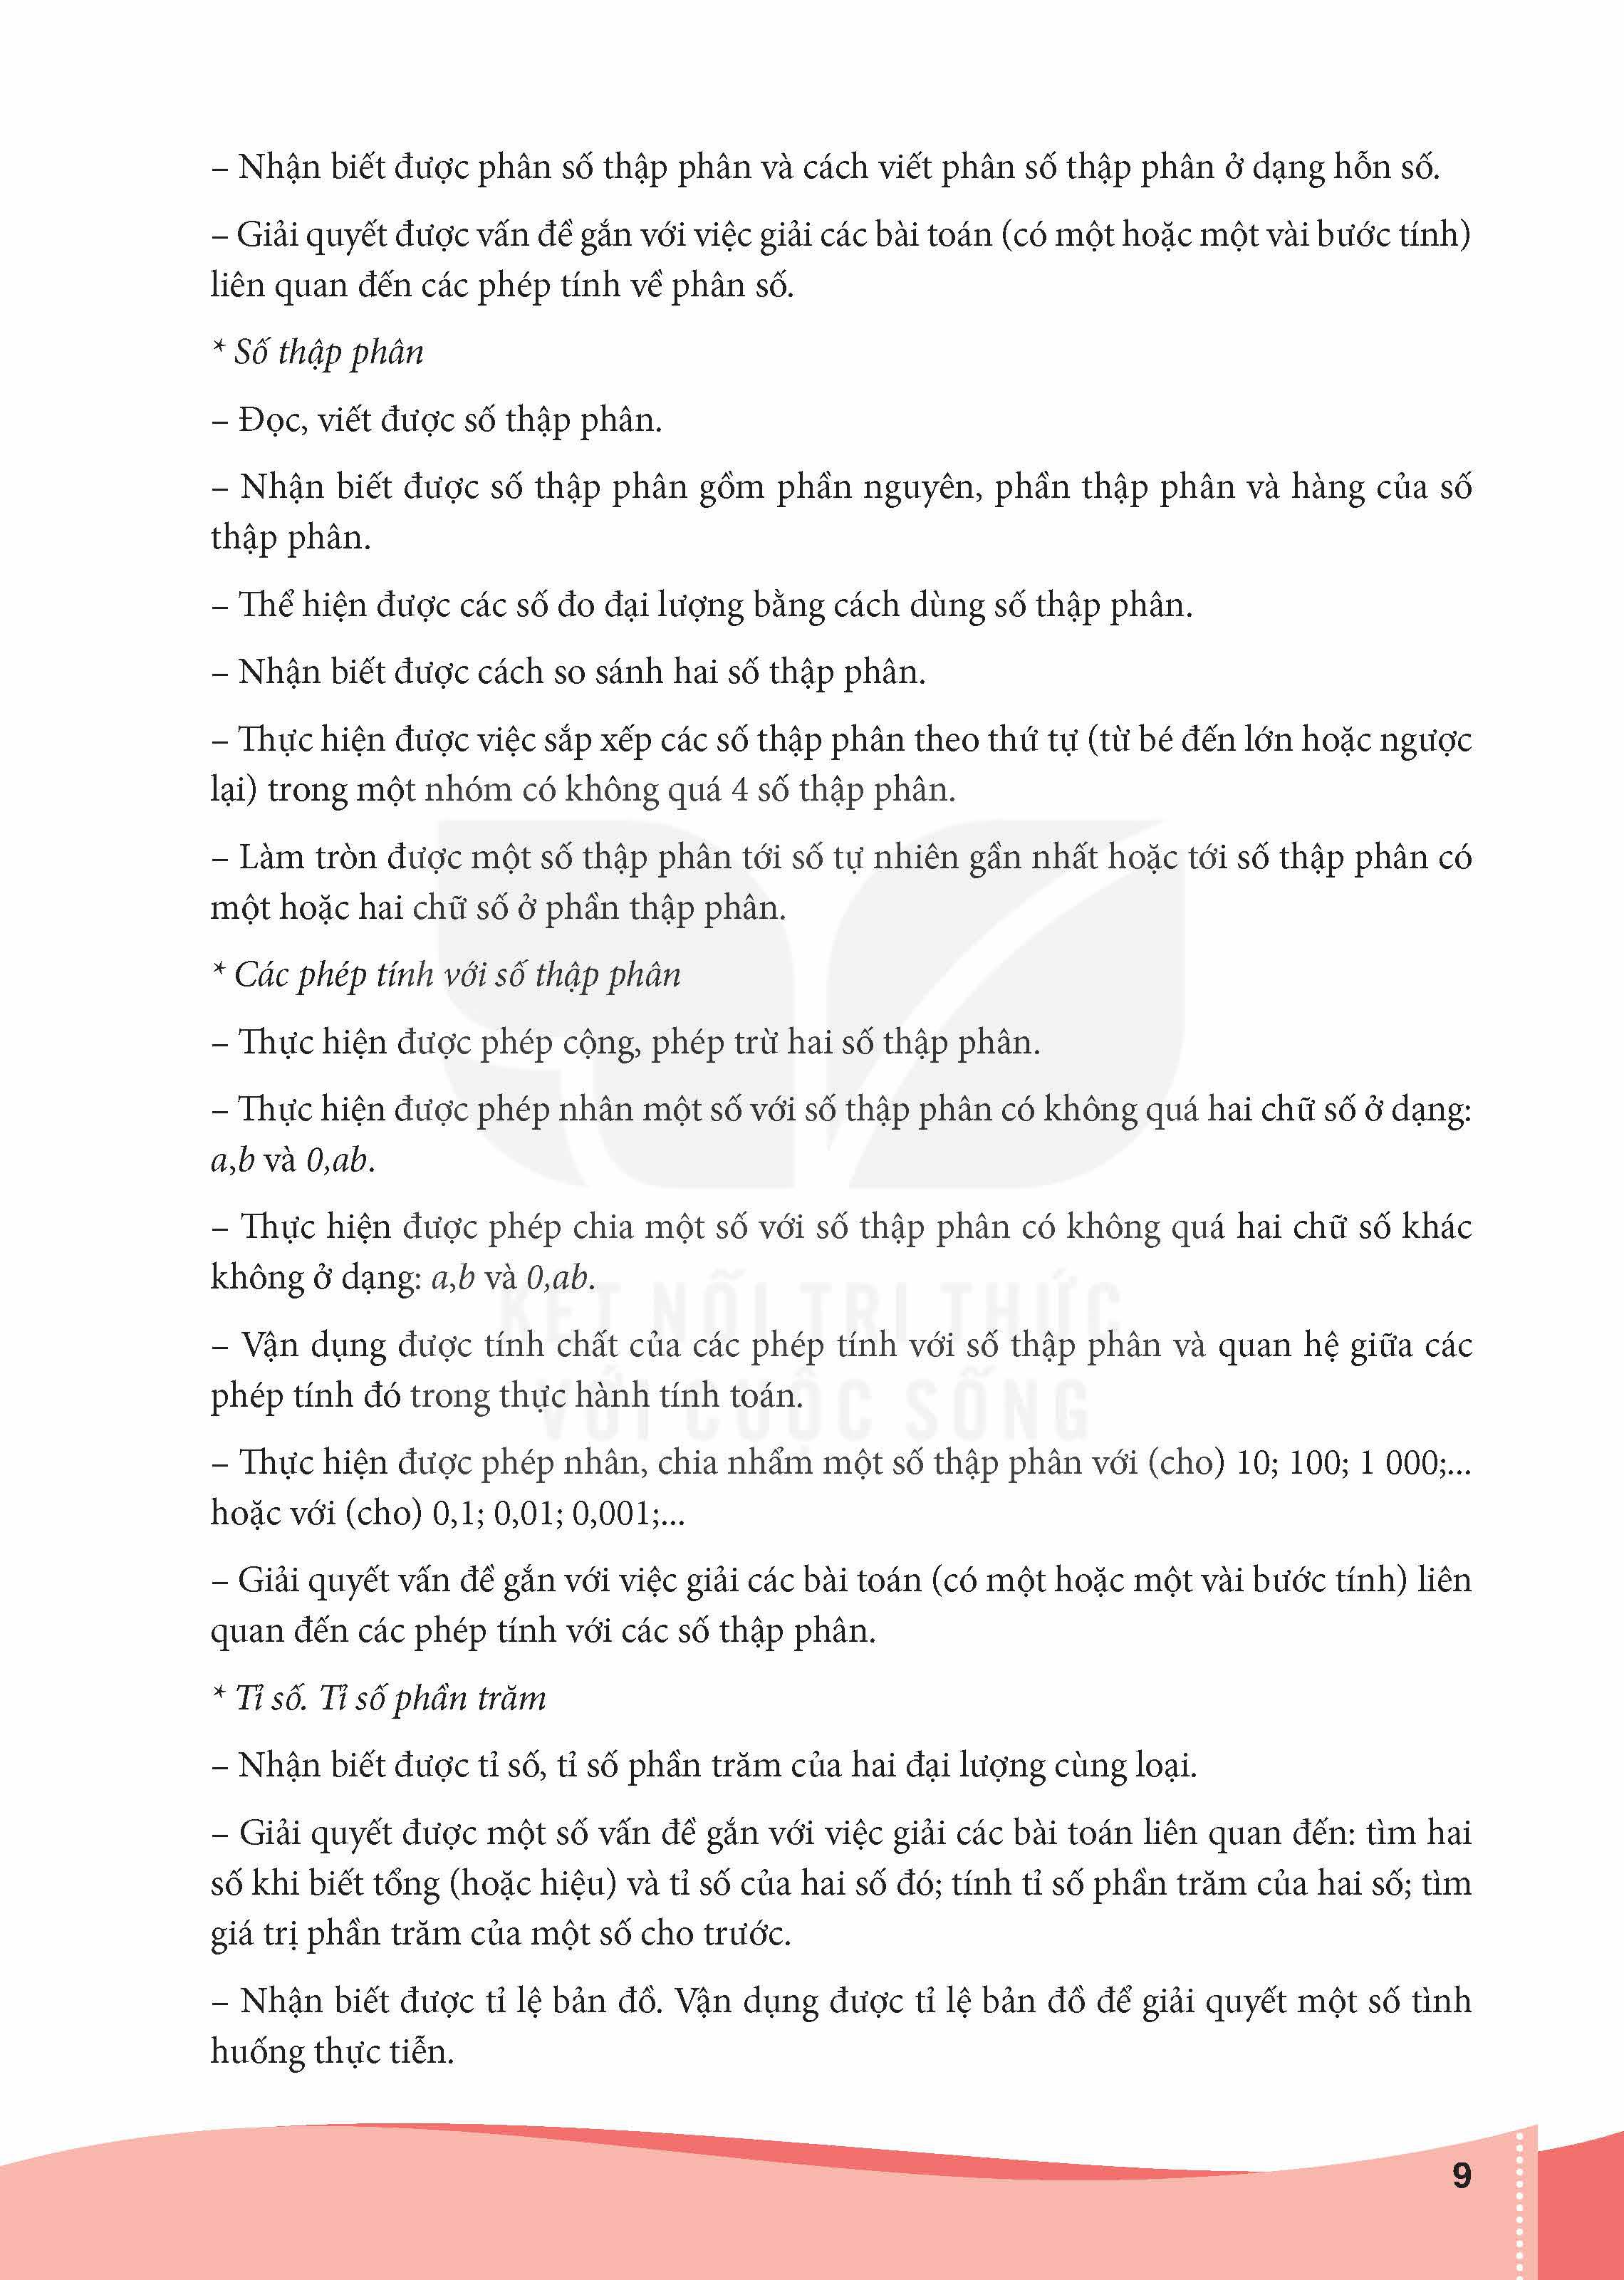 – Nhận biết được phân số thập phân và cách viết phân số thập phân ở dạng hỗn số.
– Giải quyết được vấn đề gắn với việc giải các bài toán (có một hoặc một vài bước tính)
liên quan đến các phép tính về phân số.
* Số thập phân
– Đọc, viết được số thập phân.
– Nhận biết được số thập phân gồm phần nguyên, phần thập phân và hàng của số
thập phân.
– Thể hiện được các số đo đại lượng bằng cách dùng số thập phân.
– Nhận biết được cách so sánh hai số thập phân.
– Thực hiện được việc sắp xếp các số thập phân theo thứ tự (từ bé đến lớn hoặc ngược
lại) trong một nhóm có không quá 4 số thập phân.
– Làm tròn được một số thập phân tới số tự nhiên gần nhất hoặc tới số thập phân có
một hoặc hai chữ số ở phần thập phân.
* Các phép tính với số thập phân
– Thực hiện được phép cộng, phép trừ hai số thập phân.
– Thực hiện được phép nhân một số với số thập phân có không quá hai chữ số ở dạng:
a,b và 0,ab.
– Thực hiện được phép chia một số với số thập phân có không quá hai chữ số khác
không ở dạng: a,b và 0,ab.
KẾT NỐI TRI THỨC
– Vận dụng được tính chất của các phép tính với số thập phân và quan hệ giữa các
phép tính đó trong thực hành tính toán.
VỚI CUỘC SỐNG
– Thực hiện được phép nhân, chia nhẩm một số thập phân với (cho) 10; 100; 1 000;...
hoặc với (cho) 0,1; 0,01; 0,001;...
– Giải quyết vấn đề gắn với việc giải các bài toán (có một hoặc một vài bước tính) liên
quan đến các phép tính với các số thập phân.
* Tỉ số. Tỉ số phần trăm
– Nhận biết được tỉ số, tỉ số phần trăm của hai đại lượng cùng loại.
– Giải quyết được một số vấn đề gắn với việc giải các bài toán liên quan đến: tìm hai
số khi biết tổng (hoặc hiệu) và tỉ số của hai số đó; tính tỉ số phần trăm của hai số; tìm
giá trị phần trăm của một số cho trước.
– Nhận biết được tỉ lệ bản đồ. Vận dụng được tỉ lệ bản đồ để giải quyết một số tình
huống thực tiễn.
9